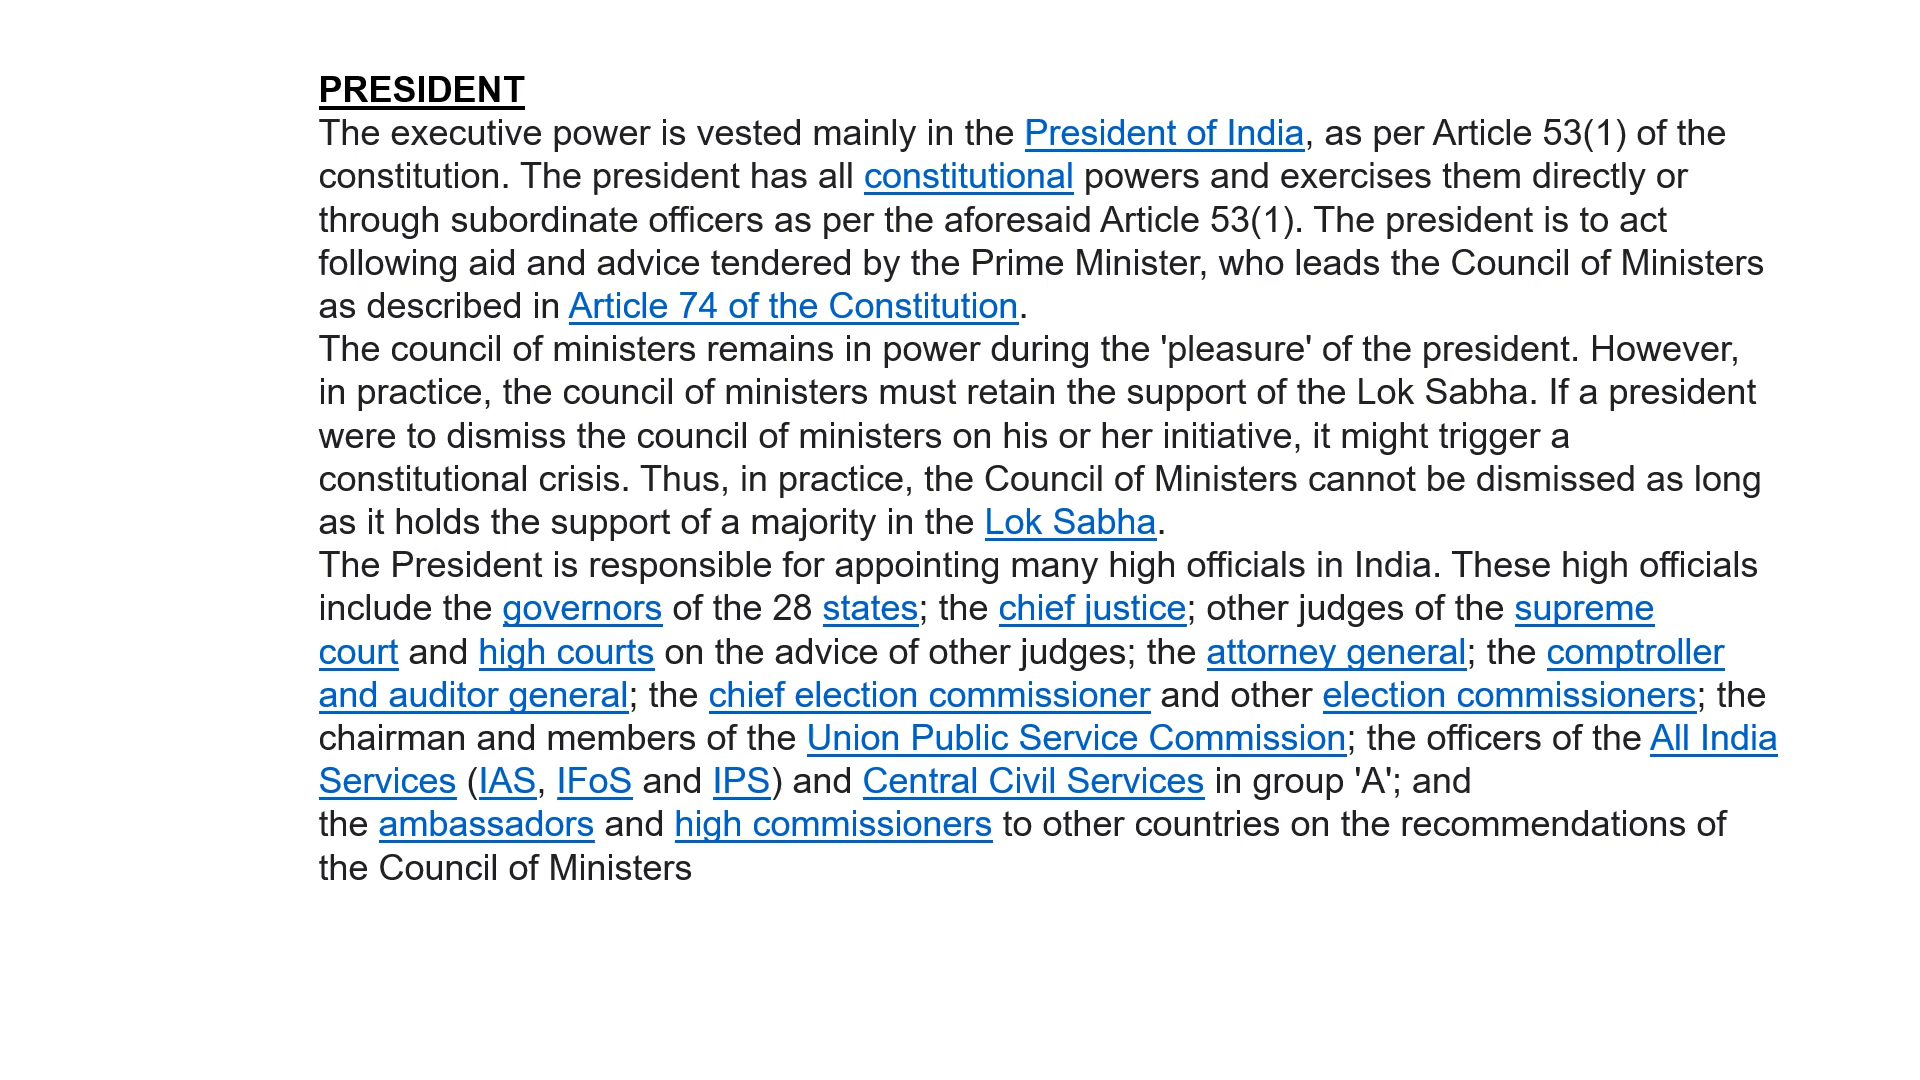 PRESIDENT
The executive power is vested mainly in the President of India, as per Article 53(1) of the
constitution. The president has all constitutional powers and exercises them directly or
through subordinate officers as per the aforesaid Article 53(1). The president is to act
following aid and advice tendered by the Prime Minister, who leads the Council of Ministers
as described in Article 74 of the Constitution.
The council of ministers remains in power during the 'pleasure' of the president. However,
in practice, the council of ministers must retain the support of the Lok Sabha. If a president
were to dismiss the council of ministers on his or her initiative, it might trigger a
constitutional crisis. Thus, in practice, the Council of Ministers cannot be dismissed as long
as it holds the support of a majority in the Lok Sabha.
The President is responsible for appointing many high officials in India. These high officials
include the governors of the 28 states; the chief justice; other judges of the supreme
court and high courts on the advice of other judges; the attorney general; the comptroller
and auditor general; the chief election commissioner and other election commissioners; the
chairman and members of the Union Public Service Commission; the officers of the All India
Services (IAS, IFoS and IPS) and Central Civil Services in group 'A'; and
the ambassadors and high commissioners to other countries on the recommendations of
the Council of Ministers